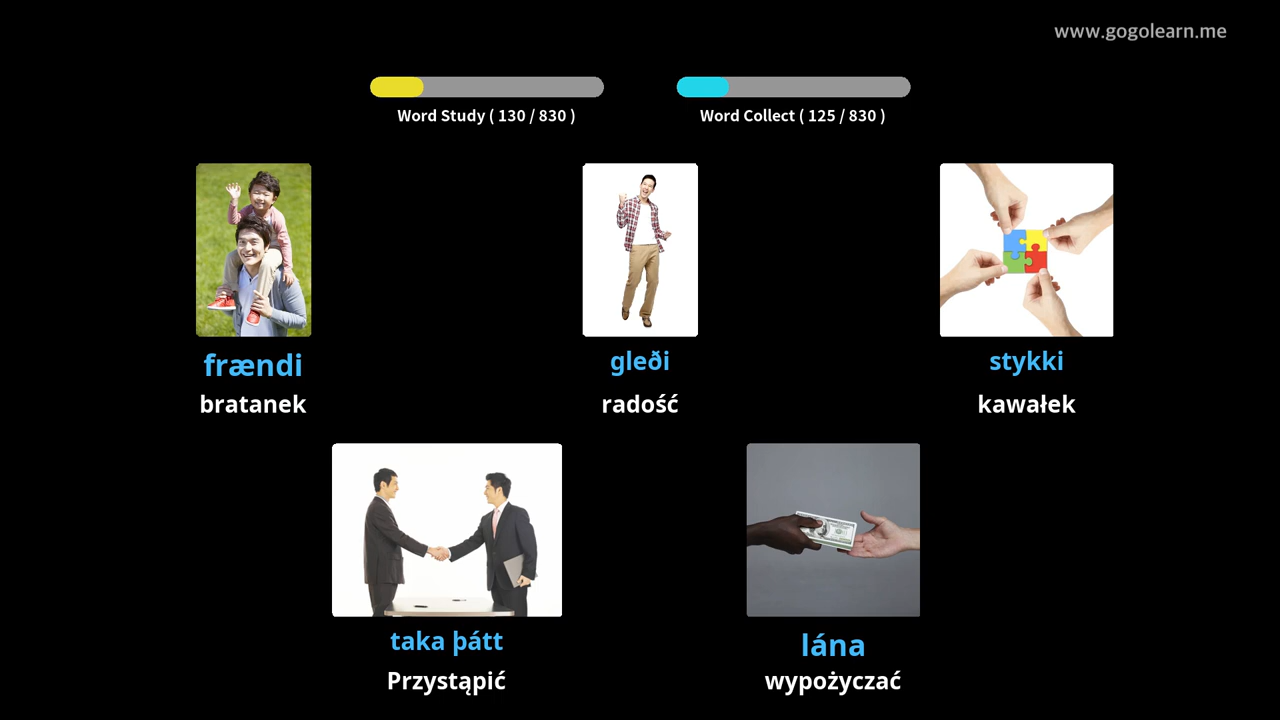 www.gogolearn.me
Word Study ( 130 / 830 )
Word Collect ( 125 / 830 )
frændi
gleði
stykki
bratanek
radość
kawałek
taka þátt
lána
Przystąpić
wypożyczać